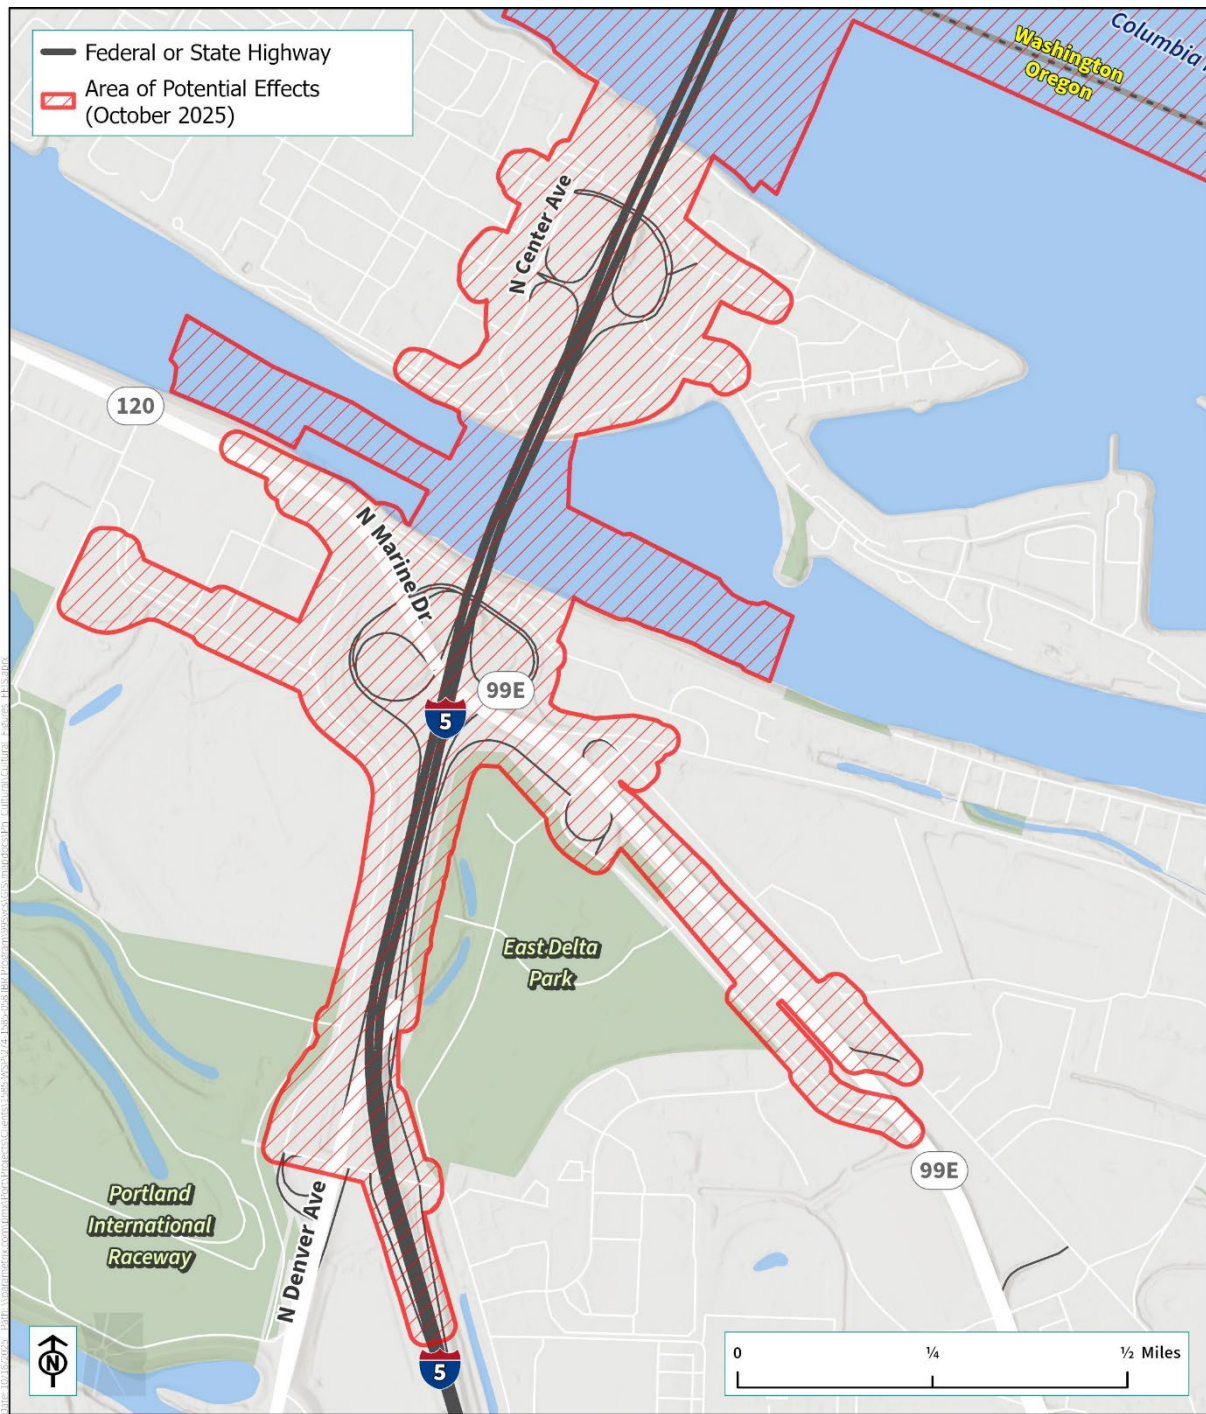 Federal or State Highway
Area of Potential Effects
(October 2025)
Columbia
Washington
Oregon
N Center Ave
120
N Marine Dr
99E
5
East Delta
Park
99E
Portland
International
Raceway
N Denver Ave
5
N
0 ¼ ½ Miles